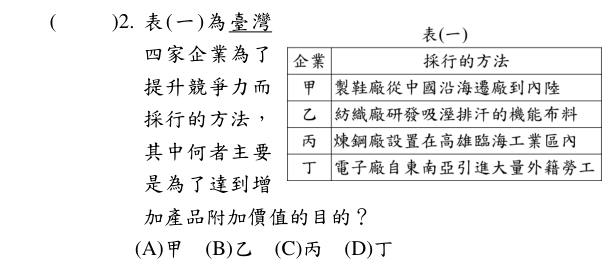 ( )2. 表(一)為臺灣
四家企業為了
提升競爭力而
採行的方法，
其中何者主要
是為了達到增
加產品附加價值的目的？
表(一)
企業 採行的方法
甲 製鞋廠從中國沿海遷廠到內陸
乙 紡織廠研發吸溼排汗的機能布料
丙 煉鋼廠設置在高雄臨海工業區內
丁 電子廠自東南亞引進大量外籍勞工
(A)甲 (B)乙 (C)丙 (D)丁